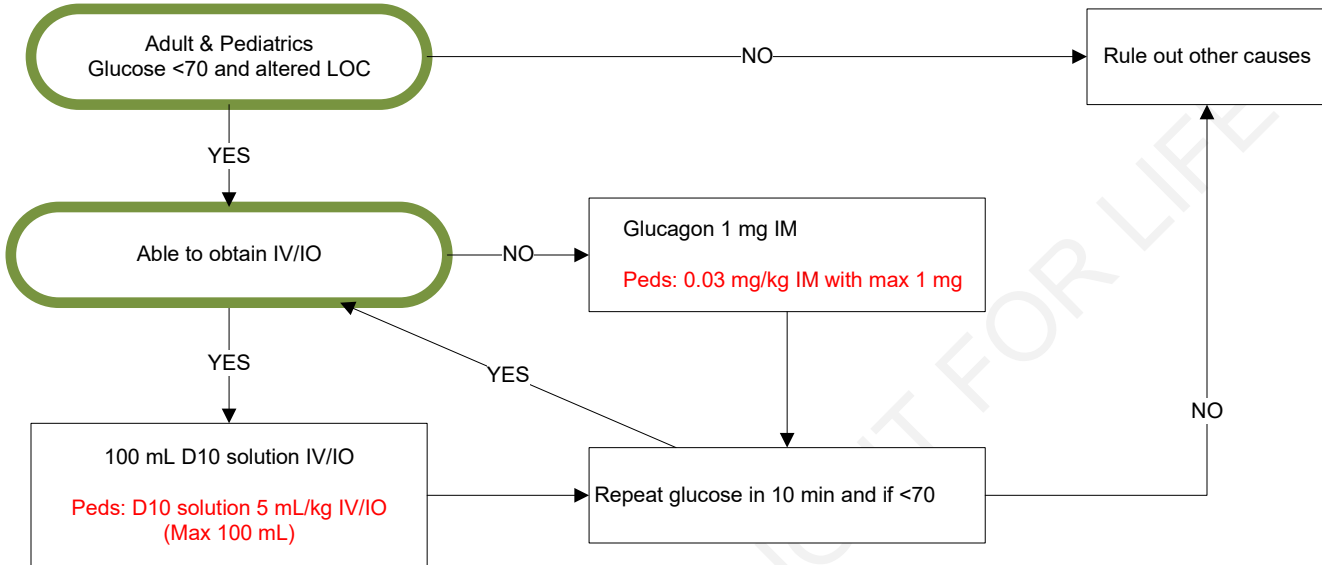 Adult & Pediatrics
Glucose <70 and altered LOC
NO
Rule out other causes
YES
Able to obtain IV/IO
NO
Glucagon 1 mg IM
Peds: 0.03 mg/kg IM with max 1 mg
YES
YES
NO
100 mL D10 solution IV/IO
Peds: D10 solution 5 mL/kg IV/IO
(Max 100 mL)
Repeat glucose in 10 min and if <70
FOR LIFE